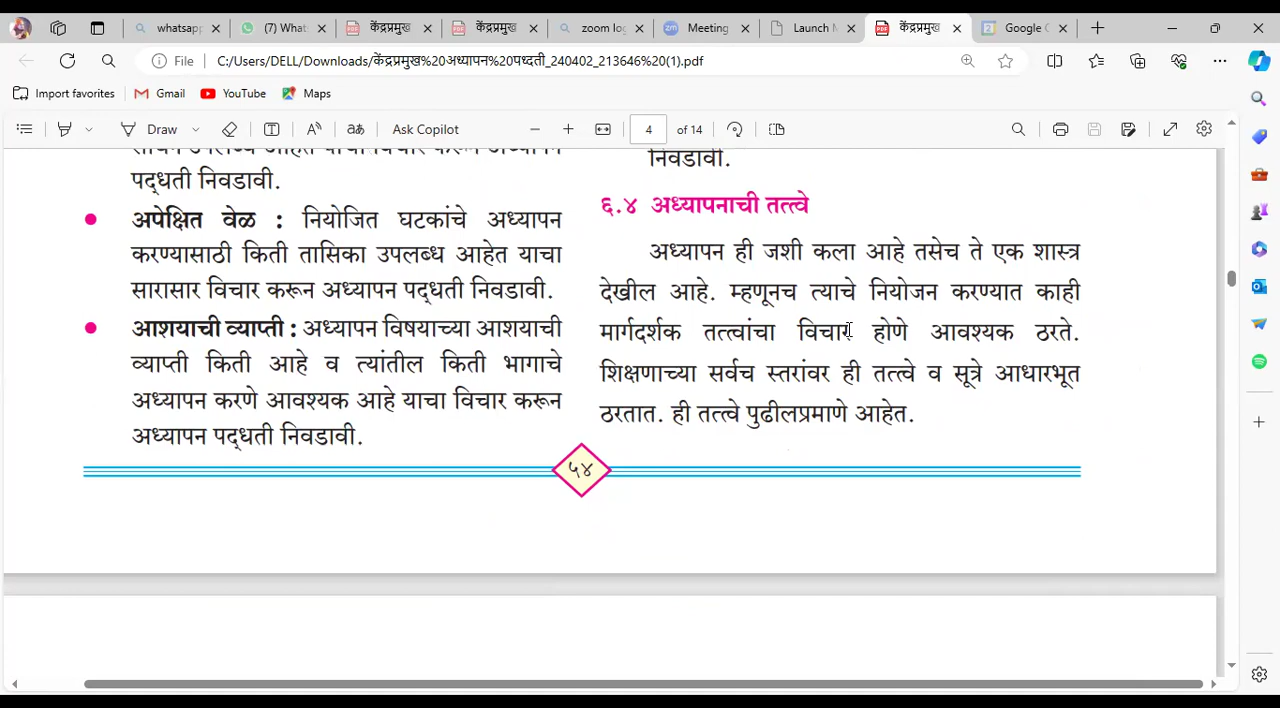 whatsapp
(7) Whats
केंद्रप्रमुख
केंद्रप्रमुख
zoom log
Meeting
Launch M
केंद्रप्रमुख
Google C
File
C:/Users/DELL/Downloads/केंद्रप्रमुख%20अध्यापन%20पध्दती_240402_213646%20(1).pdf
Import favorites
Gmail
YouTube
Maps
Draw
aあ
Ask Copilot
4
of 14
पद्धती निवडावी.
अपेक्षित वेळ : नियोजित घटकांचे अध्यापन
करण्यासाठी किती तासिका उपलब्ध आहेत याचा
सारासार विचार करून अध्यापन पद्धती निवडावी.
आशयाची व्याप्ती : अध्यापन विषयाच्या आशयाची
व्याप्ती किती आहे व त्यांतील किती भागाचे
अध्यापन करणे आवश्यक आहे याचा विचार करून
अध्यापन पद्धती निवडावी.
निवडावी.
६.४ अध्यापनाची तत्त्वे
अध्यापन ही जशी कला आहे तसेच ते एक शास्त्र
देखील आहे. म्हणूनच त्याचे नियोजन करण्यात काही
मार्गदर्शक तत्त्वांचा विचार होणे आवश्यक ठरते.
शिक्षणाच्या सर्वच स्तरांवर ही तत्त्वे व सूत्रे आधारभूत
ठरतात. ही तत्त्वे पुढीलप्रमाणे आहेत.
५४